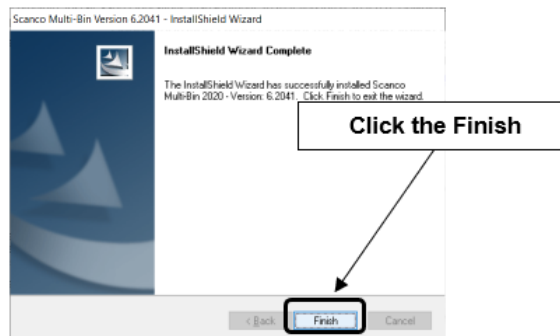 Scanco Multi-Bin Version 6.2041 - InstallShield Wizard
InstallShield Wizard Complete
The InstallShield Wizard has successfully installed Scanco
Multi-Bin 2020 - Version: 6.2041. Click Finish to exit the wizard.
Click the Finish
< Back
Finish
Cancel